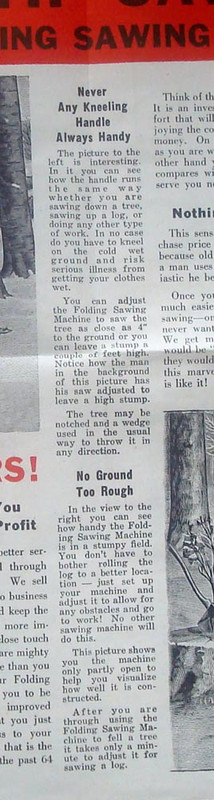 ING SAWING
Never
Any Kneeling
Handle
Always Handy
The picture to the
left is interesting.
In it you can see
how the handle runs
the same way
whether you are
sawing down a tree,
sawing up a log, or
doing any other type
of work. In no case
do you have to kneel
on the cold wet
ground and risk
serious illness from
getting your clothes
wet.
You can adjust
the Folding Sawing
Machine to saw the
tree as close as 4"
to the ground or you
can leave a stump a
couple of feet high.
Notice how the man
in the background
of this picture has
his saw adjusted to
leave a high stump.
The tree may be
notched and a wedge
used in the usual
way to throw it in
any direction.
No Ground
Too Rough
In the view to the
right you can see
how handy the Fold-
ing Sawing Machine
is in a stumpy field.
You don't have to
bother rolling the
log to a better loca-
tion — just set up
your machine and
adjust it to allow for
any obstacles and go
to work! No other
sawing machine will
do this.
This picture shows
you the machine
only partly open to
help you visualize
how well it is con-
structed.
After you are
through using the
Folding Sawing Ma-
chine to fell a tree
it takes only a min-
ute to adjust it for
sawing a log.
Think of th
It is an inves
fort that will
joying the co
money. On
as you are w
other hand
compares wi
serve you n
Nothi
This sens
chase price
because old
a man uses
iastic he be
Once yo
much easie
sawing—or
never want
We get m
would be
they would
this marve
is like it!
RS!
You
Profit
better ser-
l through
We sell
o business
d keep the
more im-
close touch
are mighty
e than you
ur Folding
you to be
improved
t you just
us to your
that is the
the past 64